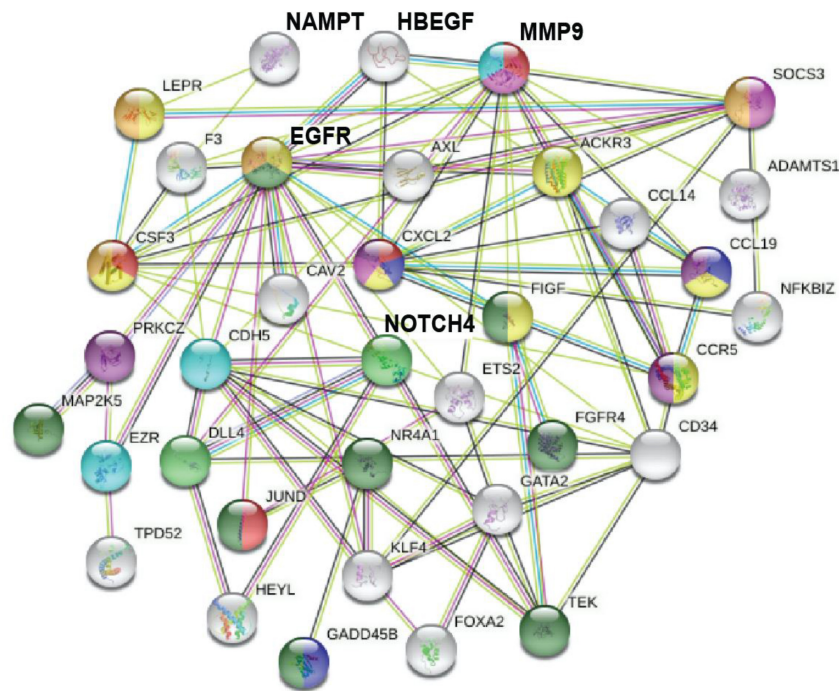 NAMPT
HBEGF
MMP9
LEPR
SOCS3
F3
EGFR
AXL
ACKR3
ADAMTS1
CCL14
CSF3
CXCL2
CCL19
CAV2
FIGF
NFKBIZ
PRKCZ
CDH5
NOTCH4
CCR5
MAP2K5
ETS2
EZR
DLL4
NR4A1
FGFR4
CD34
JUND
GATA2
TPD52
KLF4
HEYL
TEK
GADD45B
FOXA2